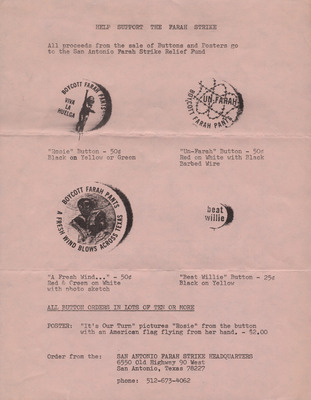 HELP SUPPORT THE FARAH STRIKE
All proceeds from the sale of Buttons and Posters go
to the San Antonio Farah Strike Relief Fund
BOYCOTT FARAH PANTS
VIVA
LA
HUELGA
UN-FARAH
BOYCOTT FARAH PANTS
"Rosie" Button - 50¢
Black on Yellow or Green
"Un-Farah" Button - 50¢
Red on White with Black
Barbed Wire
BOYCOTT FARAH PANTS
A FRESH WIND BLOWS ACROSS TEXAS
beat
willie
"A Fresh Wind..." - 50¢
Red & Green on White
with photo sketch
"Beat Willie" Button - 25¢
Black on Yellow
ALL BUTTON ORDERS IN LOTS OF TEN OR MORE
POSTER: "It's Our Turn" pictures "Rosie" from the button
with an American flag flying from her hand. - $2.00
Order from the: SAN ANTONIO FARAH STRIKE HEADQUARTERS
6550 Old Highway 90 West
San Antonio, Texas 78227
phone: 512-673-4062